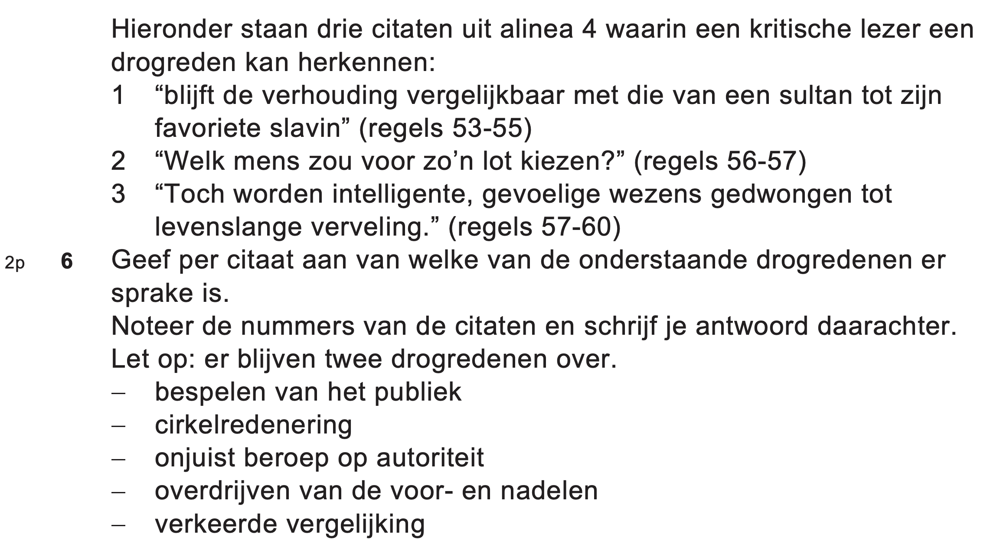 Hieronder staan drie citaten uit alinea 4 waarin een kritische lezer een
drogreden kan herkennen:
1 “blijft de verhouding vergelijkbaar met die van een sultan tot zijn
favoriete slavin” (regels 53-55)
2 “Welk mens zou voor zo’n lot kiezen?” (regels 56-57)
3 “Toch worden intelligente, gevoelige wezens gedwongen tot
levenslange verveling.” (regels 57-60)
2p 6 Geef per citaat aan van welke van de onderstaande drogredenen er
sprake is.
Noteer de nummers van de citaten en schrijf je antwoord daarachter.
Let op: er blijven twee drogredenen over.
– bespelen van het publiek
– cirkelredenering
– onjuist beroep op autoriteit
– overdrijven van de voor- en nadelen
– verkeerde vergelijking